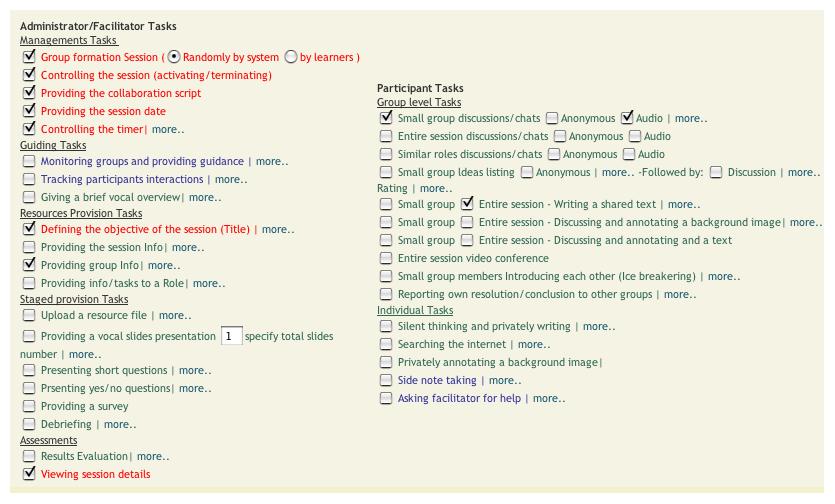 Administrator/Facilitator Tasks
Managements Tasks
Group formation Session ( Randomly by system by learners )
Controlling the session (activating/terminating)
Providing the collaboration script
Providing the session date
Controlling the timer| more..
Guiding Tasks
Monitoring groups and providing guidance | more..
Tracking participants interactions | more..
Giving a brief vocal overview| more..
Resources Provision Tasks
Defining the objective of the session (Title) | more..
Providing the session Info| more..
Providing group Info| more..
Providing info/tasks to a Role| more..
Staged provision Tasks
Upload a resource file | more..
Providing a vocal slides presentation 1 specify total slides
number | more..
Presenting short questions | more..
Prsenting yes/no questions| more..
Providing a survey
Debriefing | more..
Assessments
Results Evaluation| more..
Viewing session details
Participant Tasks
Group level Tasks
Small group discussions/chats Anonymous Audio | more..
Entire session discussions/chats Anonymous Audio
Similar roles discussions/chats Anonymous Audio
Small group Ideas listing Anonymous | more.. -Followed by: Discussion | more..
Rating | more..
Small group Entire session - Writing a shared text | more..
Small group Entire session - Discussing and annotating a background image| more..
Small group Entire session - Discussing and annotating and a text
Entire session video conference
Small group members Introducing each other (Ice breakering) | more..
Reporting own resolution/conclusion to other groups | more..
Individual Tasks
Silent thinking and privately writing | more..
Searching the internet | more..
Privately annotating a background image|
Side note taking | more..
Asking facilitator for help | more..